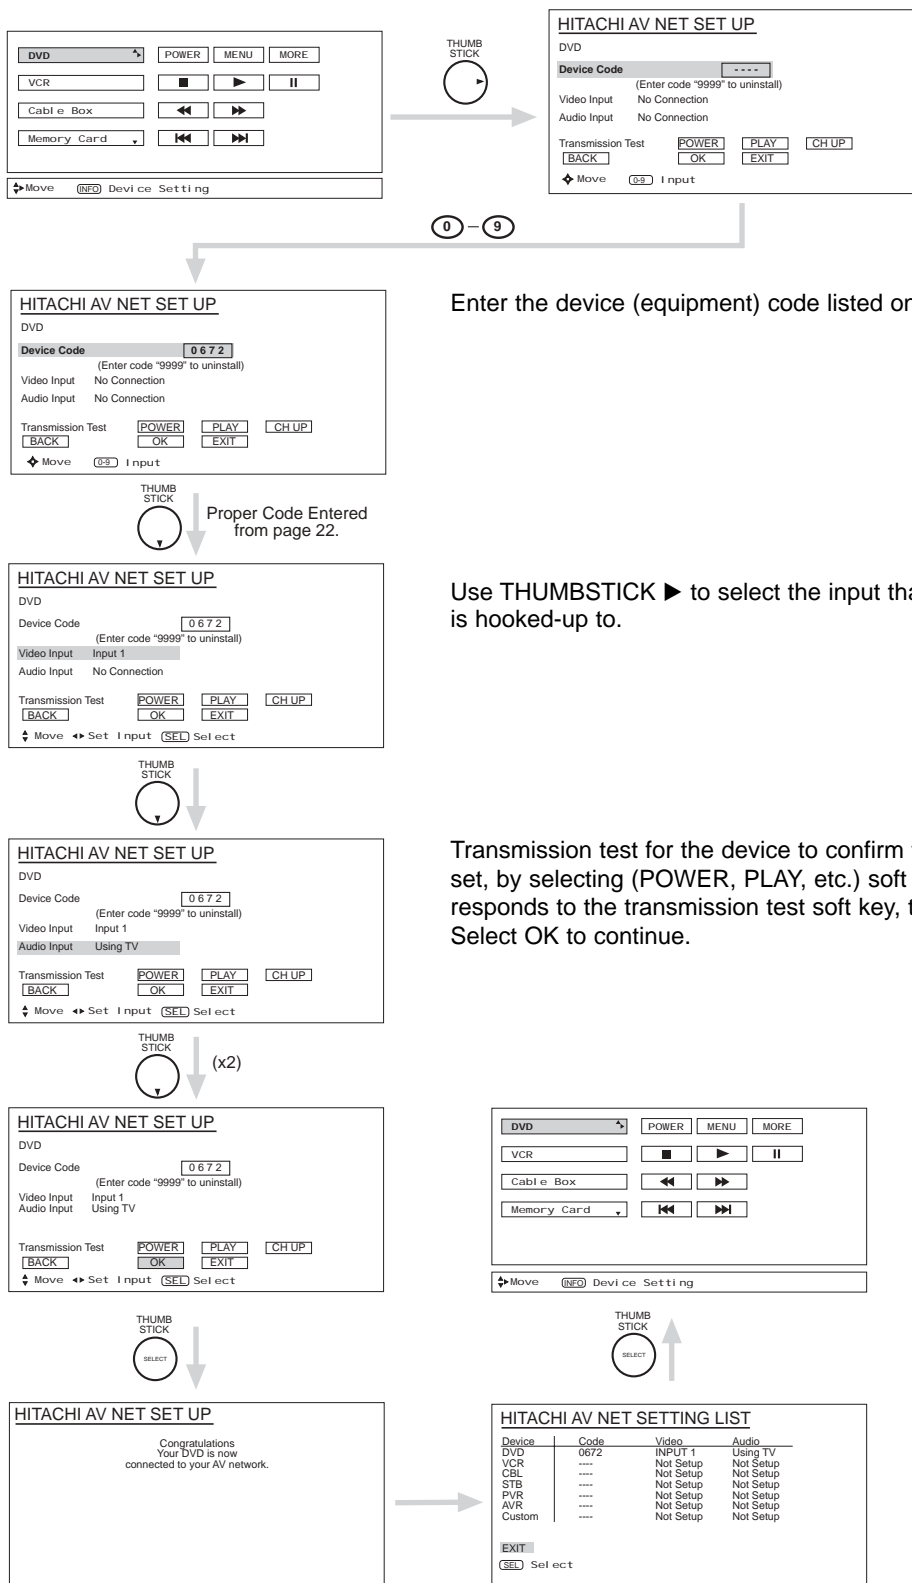 DVD POWER MENU MORE
VCR
Cable Box
Memory Card
Move INFO Device Setting
THUMB
STICK
HITACHI AV NET SET UP
DVD
Device Code ----
(Enter code "9999" to uninstall)
Video Input No Connection
Audio Input No Connection
Transmission Test POWER PLAY CH UP
BACK OK EXIT
Move 0-9 Input
0 – 9
HITACHI AV NET SET UP
DVD
Device Code 0672
(Enter code "9999" to uninstall)
Video Input No Connection
Audio Input No Connection
Transmission Test POWER PLAY CH UP
BACK OK EXIT
Move 0-9 Input
Enter the device (equipment) code listed
THUMB
STICK
Proper Code Entered
from page 22.
HITACHI AV NET SET UP
DVD
Device Code 0672
(Enter code "9999" to uninstall)
Video Input Input 1
Audio Input No Connection
Transmission Test POWER PLAY CH UP
BACK OK EXIT
Move Set Input SEL Select
Use THUMBSTICK ▶ to select the input
is hooked-up to.
THUMB
STICK
HITACHI AV NET SET UP
DVD
Device Code 0672
(Enter code "9999" to uninstall)
Video Input Input 1
Audio Input Using TV
Transmission Test POWER PLAY CH UP
BACK OK EXIT
Move Set Input SEL Select
Transmission test for the device to confirm
set, by selecting (POWER, PLAY, etc.) soft
responds to the transmission test soft key,
Select OK to continue.
THUMB
STICK
(x2)
HITACHI AV NET SET UP
DVD
Device Code 0672
(Enter code "9999" to uninstall)
Video Input Input 1
Audio Input Using TV
Transmission Test POWER PLAY CH UP
BACK OK EXIT
Move Set Input SEL Select
DVD POWER MENU MORE
VCR
Cable Box
Memory Card
Move INFO Device Setting
THUMB
STICK
SELECT
THUMB
STICK
SELECT
HITACHI AV NET SET UP
Congratulations
Your DVD is now
connected to your AV network.
HITACHI AV NET SETTING LIST
Device Code Video Audio
DVD 0672 INPUT 1 Using TV
VCR ---- Not Setup Not Setup
CBL ---- Not Setup Not Setup
STB ---- Not Setup Not Setup
PVR ---- Not Setup Not Setup
AVR ---- Not Setup Not Setup
Custom ---- Not Setup Not Setup
EXIT
SEL Select